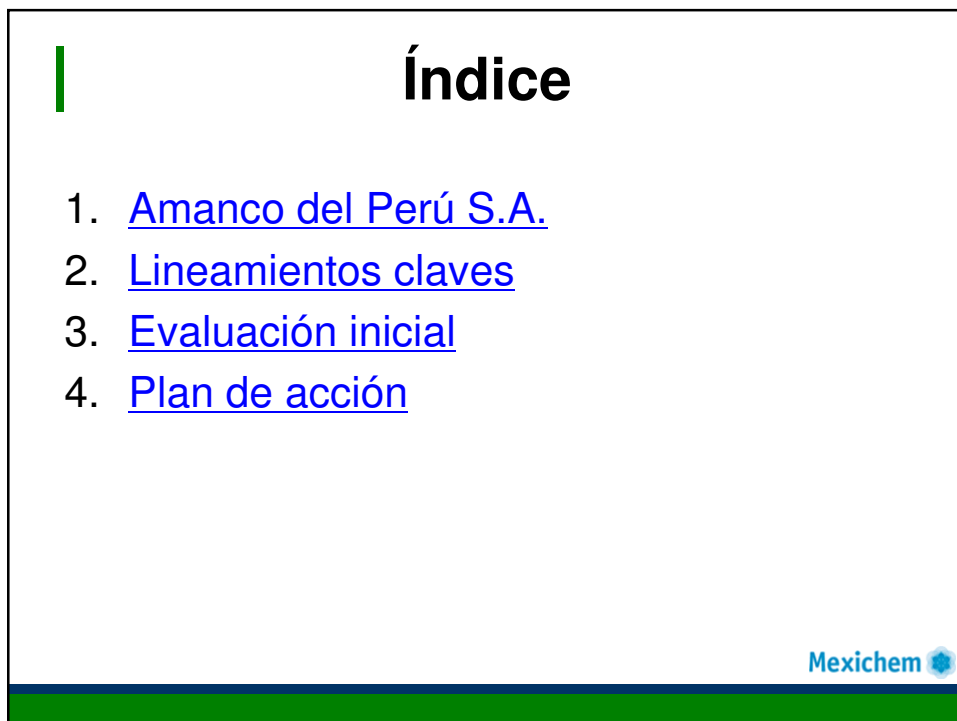 Índice
1. Amanco del Perú S.A.
2. Lineamientos claves
3. Evaluación inicial
4. Plan de acción
Mexichem